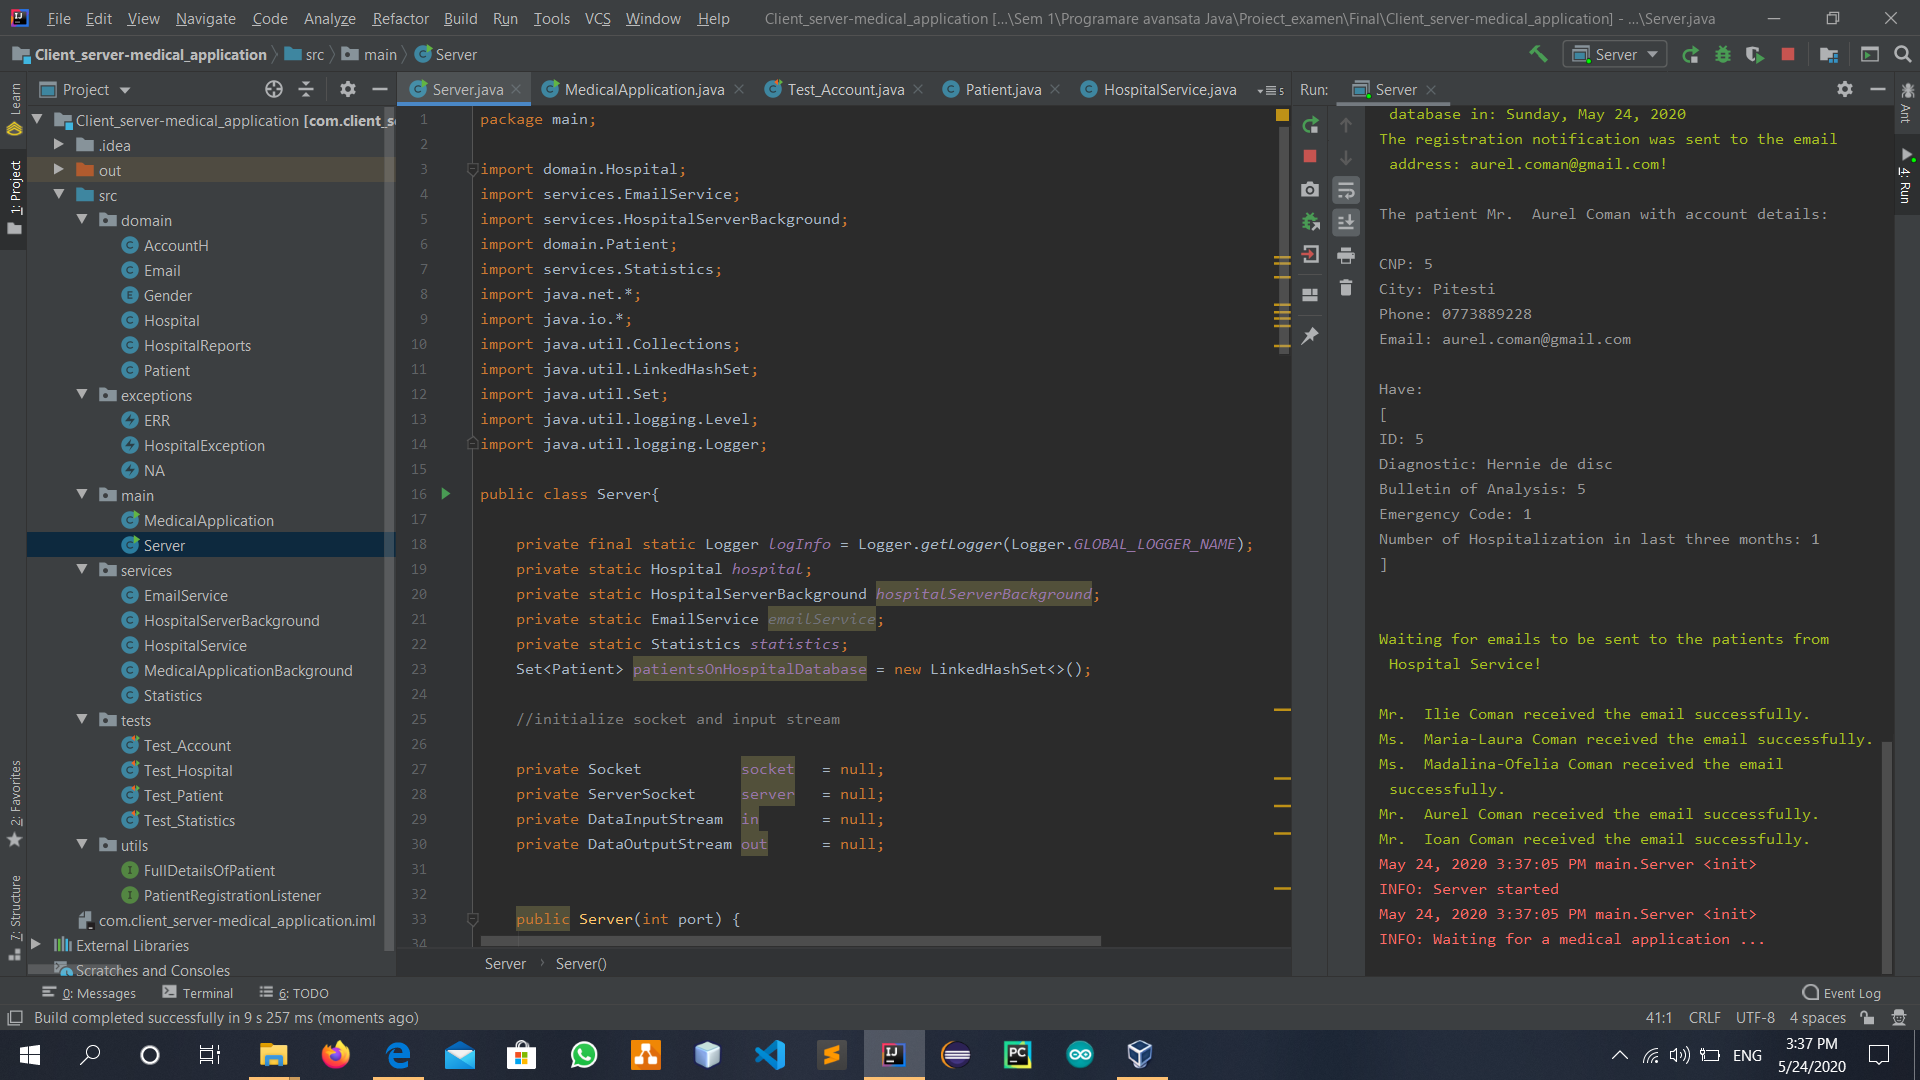 File Edit View Navigate Code Analyze Refactor Build Run Tools VCS Window Help Client_server-medical_application [...\Sem 1\Programare avansata Java\Proiect_examen\Final\Client_server-medical_application] - ...\Server.java
Client_server-medical_application src main Server
Server
Learn
1: Project
2: Favorites
7: Structure
Project
Client_server-medical_application [com.client_s
.idea
out
src
domain
AccountH
Email
Gender
Hospital
HospitalReports
Patient
exceptions
ERR
HospitalException
NA
main
MedicalApplication
Server
services
EmailService
HospitalServerBackground
HospitalService
MedicalApplicationBackground
Statistics
tests
Test_Account
Test_Hospital
Test_Patient
Test_Statistics
utils
FullDetailsOfPatient
PatientRegistrationListener
com.client_server-medical_application.iml
External Libraries
Scratches and Consoles
Server.java MedicalApplication.java Test_Account.java Patient.java HospitalService.java 5
1 package main;
2
3 import domain.Hospital;
4 import services.EmailService;
5 import services.HospitalServerBackground;
6 import domain.Patient;
7 import services.Statistics;
8 import java.net.*;
9 import java.io.*;
10 import java.util.Collections;
11 import java.util.LinkedHashSet;
12 import java.util.Set;
13 import java.util.logging.Level;
14 import java.util.logging.Logger;
15
16 public class Server{
17
18 private final static Logger logInfo = Logger.getLogger(Logger.GLOBAL_LOGGER_NAME);
19 private static Hospital hospital;
20 private static HospitalServerBackground hospitalServerBackground;
21 private static EmailService emailService;
22 private static Statistics statistics;
23 Set<Patient> patientsOnHospitalDatabase = new LinkedHashSet<>();
24
25 //initialize socket and input stream
26
27 private Socket socket = null;
28 private ServerSocket server = null;
29 private DataInputStream in = null;
30 private DataOutputStream out = null;
31
32
33 public Server(int port) {
34
Server Server()
Run: Server
database in: Sunday, May 24, 2020
The registration notification was sent to the email
address: aurel.coman@gmail.com!
The patient Mr. Aurel Coman with account details:
CNP: 5
City: Pitesti
Phone: 0773889228
Email: aurel.coman@gmail.com
Have:
[
ID: 5
Diagnostic: Hernie de disc
Bulletin of Analysis: 5
Emergency Code: 1
Number of Hospitalization in last three months: 1
]
Waiting for emails to be sent to the patients from
Hospital Service!
Mr. Ilie Coman received the email successfully.
Ms. Maria-Laura Coman received the email successfully.
Ms. Madalina-Ofelia Coman received the email
successfully.
Mr. Aurel Coman received the email successfully.
Mr. Ioan Coman received the email successfully.
May 24, 2020 3:37:05 PM main.Server <init>
INFO: Server started
May 24, 2020 3:37:05 PM main.Server <init>
INFO: Waiting for a medical application ...
Ant
4: Run
0: Messages Terminal 6: TODO Event Log
Build completed successfully in 9 s 257 ms (moments ago) 41:1 CRLF UTF-8 4 spaces
ENG 3:37 PM
5/24/2020